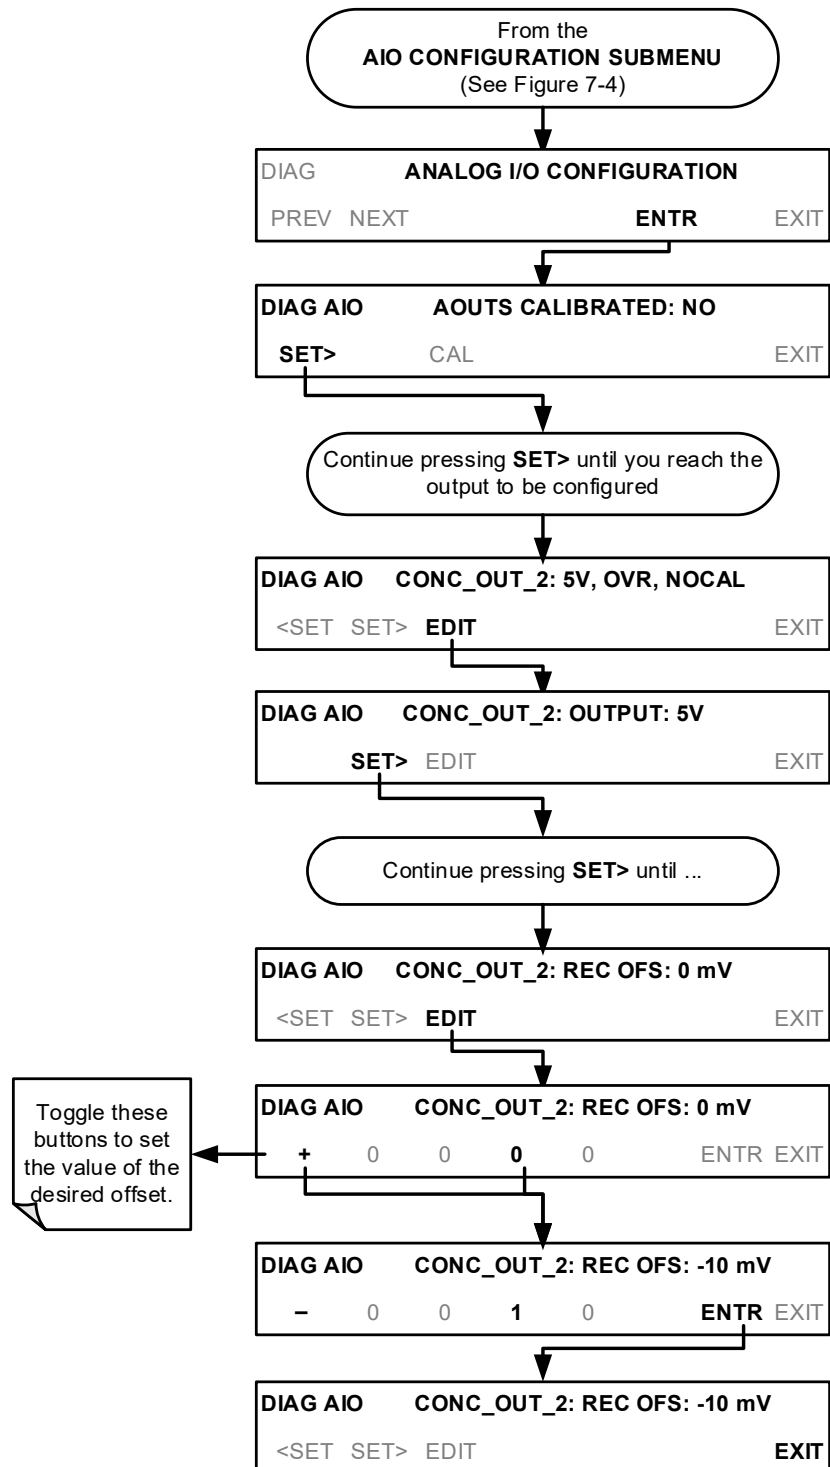 From the
AIO CONFIGURATION SUBMENU
(See Figure 7-4)
DIAG ANALOG I/O CONFIGURATION
PREV NEXT ENTR EXIT
DIAG AIO AOUTS CALIBRATED: NO
SET> CAL EXIT
Continue pressing SET> until you reach the
output to be configured
DIAG AIO CONC_OUT_2: 5V, OVR, NOCAL
<SET SET> EDIT EXIT
DIAG AIO CONC_OUT_2: OUTPUT: 5V
SET> EDIT EXIT
Continue pressing SET> until ...
DIAG AIO CONC_OUT_2: REC OFS: 0 mV
<SET SET> EDIT EXIT
Toggle these
buttons to set
the value of the
desired offset.
DIAG AIO CONC_OUT_2: REC OFS: 0 mV
+ 0 0 0 0 ENTR EXIT
DIAG AIO CONC_OUT_2: REC OFS: -10 mV
– 0 0 1 0 ENTR EXIT
DIAG AIO CONC_OUT_2: REC OFS: -10 mV
<SET SET> EDIT EXIT